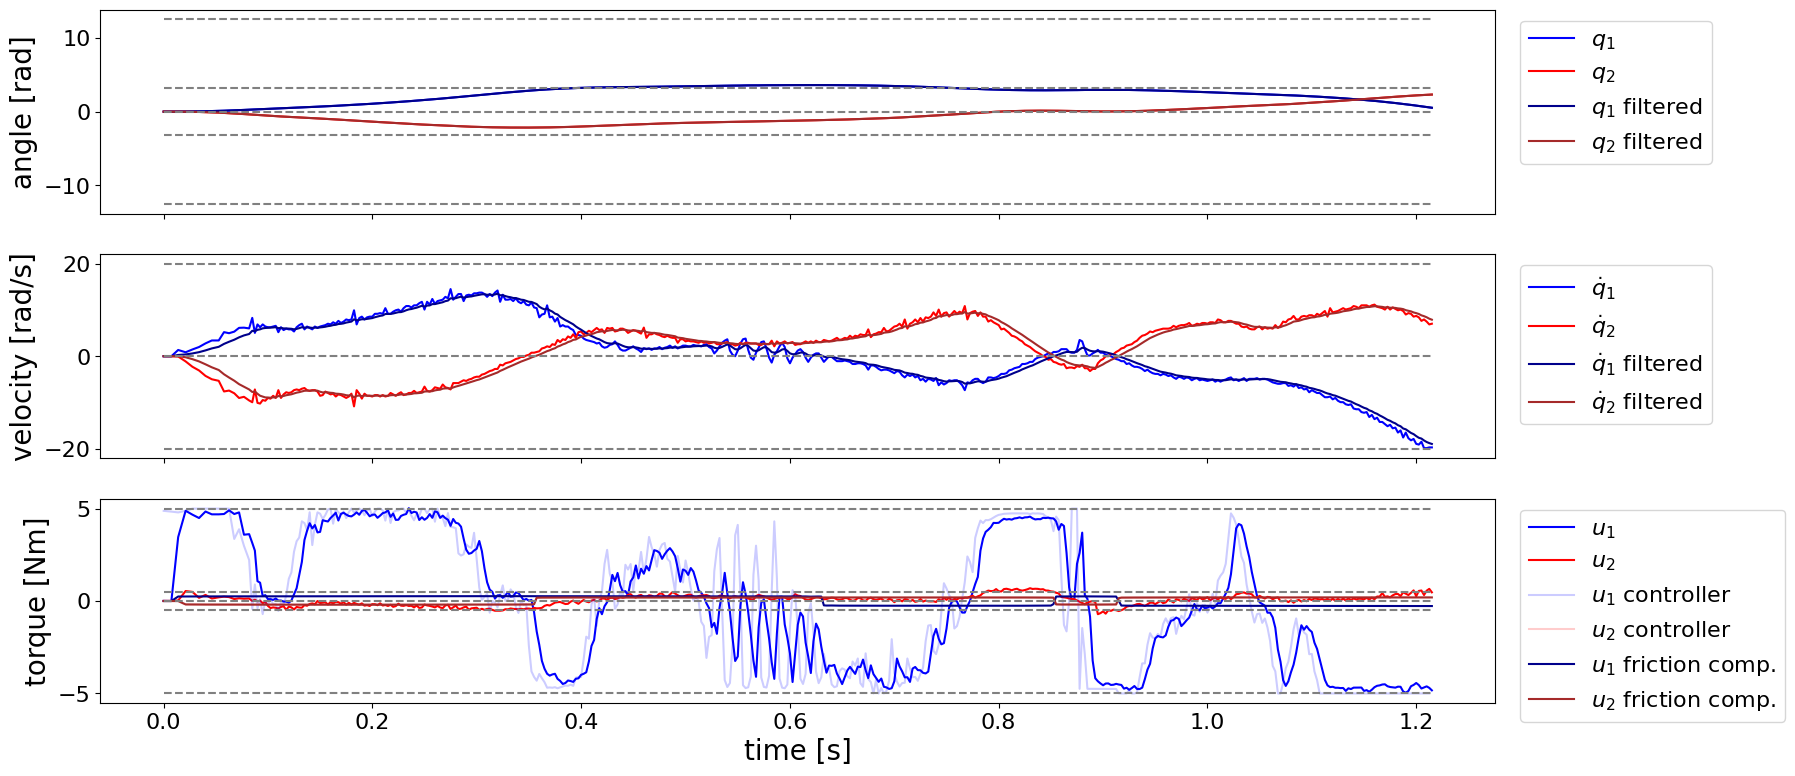 angle [rad]
10
0
−10
q₁
q₂
q₁ filtered
q₂ filtered
velocity [rad/s]
20
0
−20
q̇₁
q̇₂
q̇₁ filtered
q̇₂ filtered
torque [Nm]
5
0
−5
u₁
u₂
u₁ controller
u₂ controller
u₁ friction comp.
u₂ friction comp.
0.0 0.2 0.4 0.6 0.8 1.0 1.2
time [s]